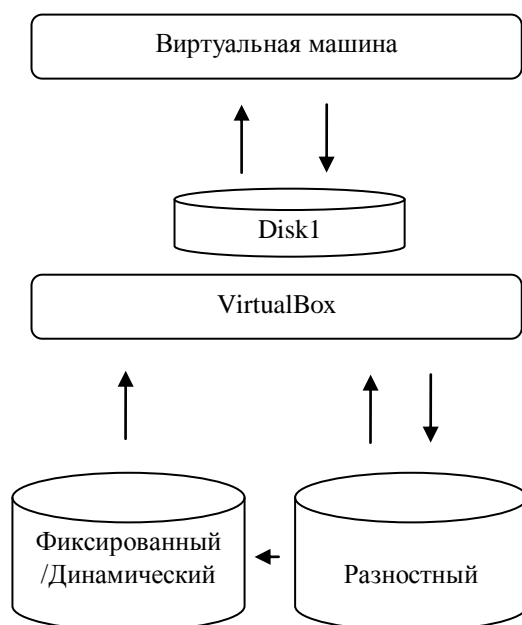 Виртуальная машина
Disk1
VirtualBox
Фиксированный
/Динамический
Разностный